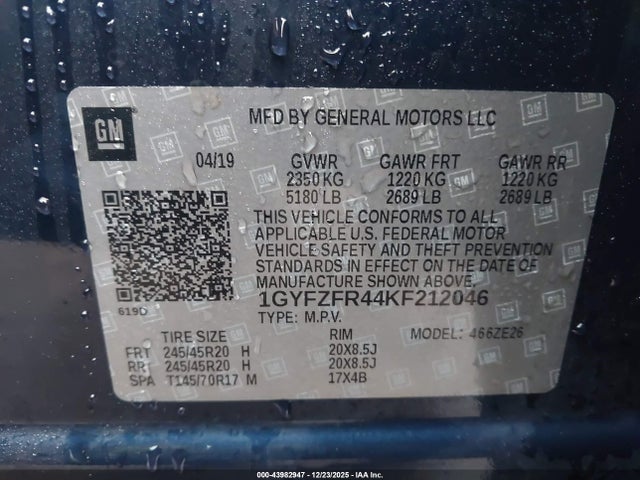 GM
MFD BY GENERAL MOTORS LLC
04/19 GVWR GAWR FRT GAWR RR
2350 KG 1220 KG 1220 KG
5180 LB 2689 LB 2689 LB
THIS VEHICLE CONFORMS TO ALL
APPLICABLE U.S. FEDERAL MOTOR
VEHICLE SAFETY AND THEFT PREVENTION
STANDARDS IN EFFECT ON THE DATE OF
MANUFACTURE SHOWN ABOVE.
619D 1GYFZFR44KF212046
TYPE: M.P.V. MODEL: 466ZE26
TIRE SIZE RIM
FRT 245/45R20 H 20X8.5J
RR 245/45R20 H 20X8.5J
SPA T145/70R17 M 17X4B
000-43982947 - 12/23/2025 - IAA Inc.